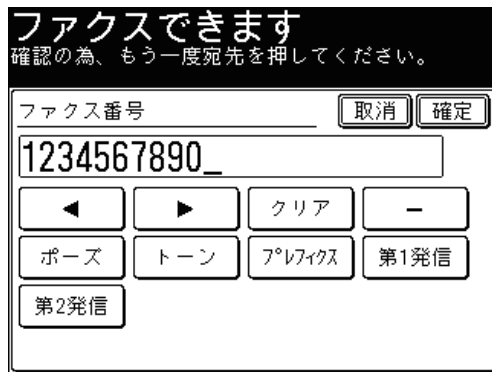 ファクスできます
確認の為、もう一度宛先を押してください。
ファクス番号 取消 確定
1234567890_
◀ ▶ クリア －
ポーズ トーン プレフィクス 第1発信
第2発信